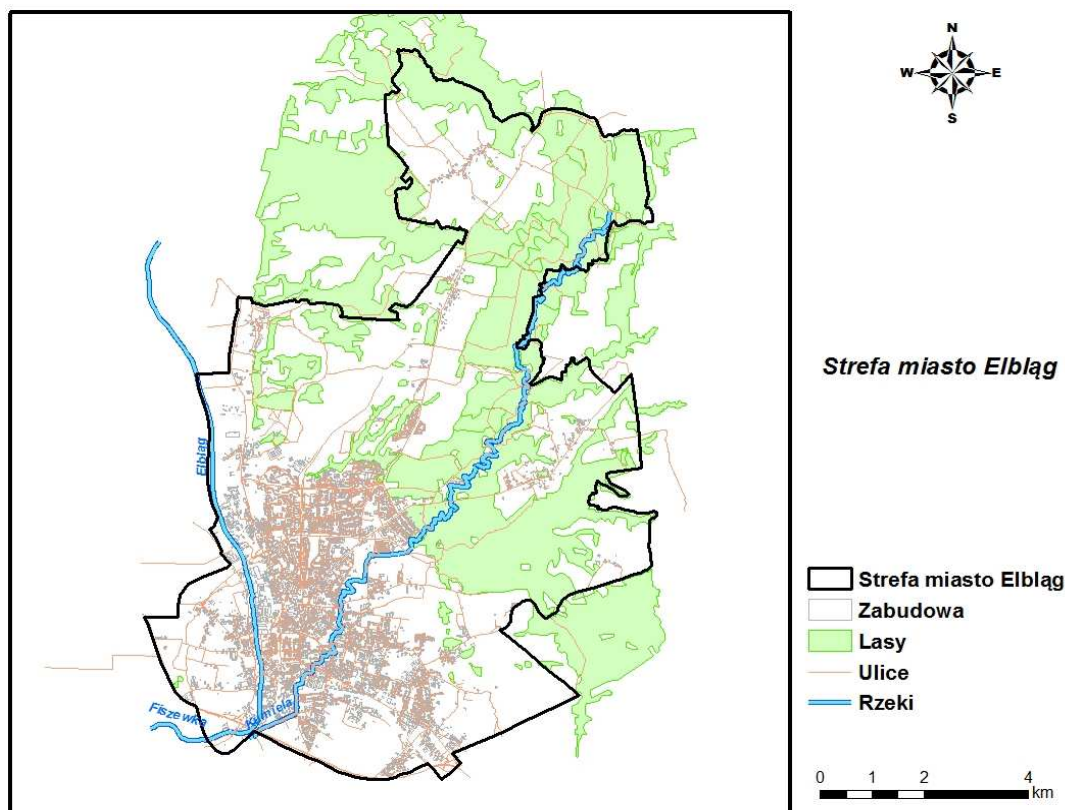 N
W E
S
Strefa miasto Elbląg
Elbląg
Fiszewka
Kumiela
Strefa miasto Elbląg
Zabudowa
Lasy
Ulice
Rzeki
0 1 2 4
km